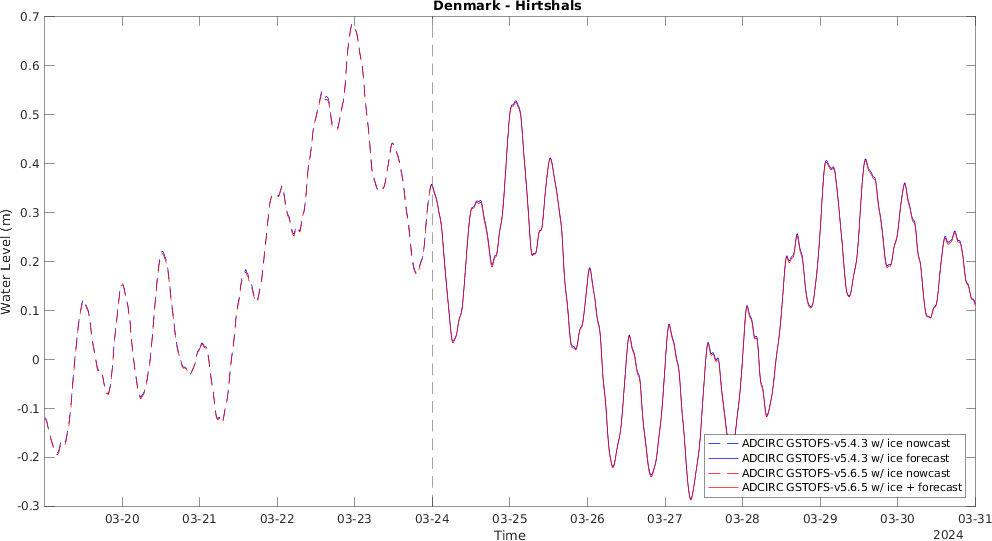 Denmark - Hirtshals
Water Level (m)
0.7
0.6
0.5
0.4
0.3
0.2
0.1
0
-0.1
-0.2
-0.3
ADCIRC GSTOFS-v5.4.3 w/ ice nowcast
ADCIRC GSTOFS-v5.4.3 w/ ice forecast
ADCIRC GSTOFS-v5.6.5 w/ ice nowcast
ADCIRC GSTOFS-v5.6.5 w/ ice + forecast
03-20 03-21 03-22 03-23 03-24 03-25 03-26 03-27 03-28 03-29 03-30 03-31
Time
2024